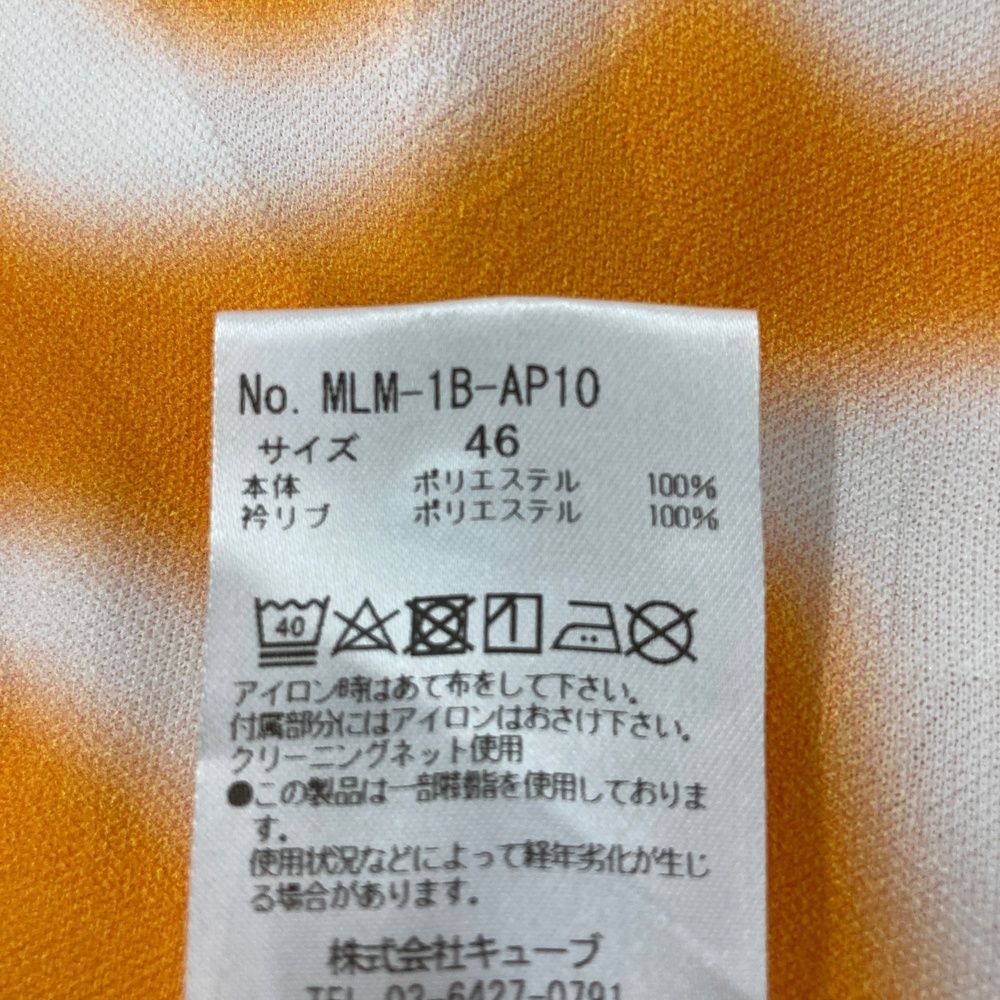 No. MLM-1B-AP10
サイズ 46
本体 ポリエステル 100%
衿リブ ポリエステル 100%
40
アイロン時はあて布をして下さい。
付属部分にはアイロンはおさけ下さい。
クリーニングネット使用
●この製品は一部樹脂を使用しておりま
す。
使用状況などによって経年劣化が生じ
る場合があります。
株式会社キューブ
TEL 03-6427-0791